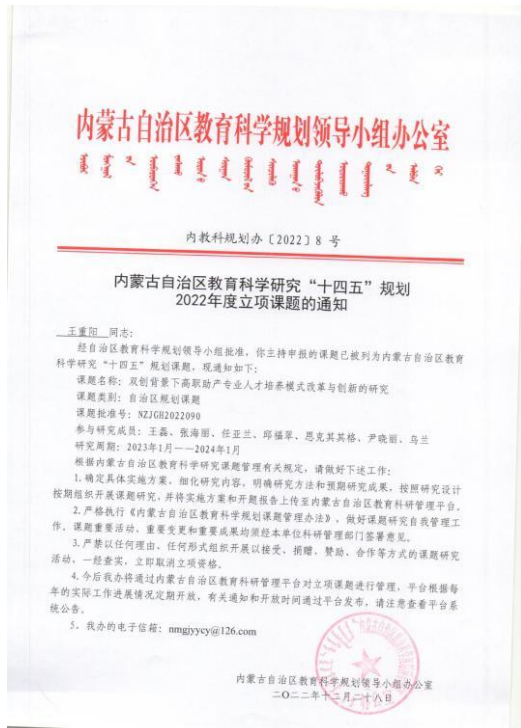 内蒙古自治区教育科学规划领导小组办公室
内教科规划办〔2022〕8 号
内蒙古自治区教育科学研究“十四五”规划
2022年度立项课题的通知
王重阳 同志：
经自治区教育科学规划领导小组批准，你主持申报的课题已被列为内蒙古自治区教育
科学研究“十四五”规划课题，现通知如下：
课题名称：双创背景下高职助产专业人才培养模式改革与创新的研究
课题类别：自治区规划课题
课题批准号：NZJGH2022090
参与研究成员：王磊、张海丽、任亚兰、邱福翠、恩克其其格、尹晓丽、乌兰
研究周期：2023年1月——2024年1月
根据内蒙古自治区教育科学研究课题管理有关规定，请做好下述工作：
1.确定具体实施方案，细化研究内容，明确研究方法和预期研究成果，按照研究设计
按期组织开展课题研究，并将实施方案和开题报告上传至内蒙古自治区教育科研管理平台。
2.严格执行《内蒙古自治区教育科学规划课题管理办法》，做好课题研究自我管理工
作。课题重要活动、重要变更和重要成果均须经本单位科研管理部门签署意见。
3.严禁以任何理由、任何形式组织开展以接受、捐赠、赞助、合作等方式的课题研究
活动，一经查实，立即取消立项资格。
4.今后我办将通过内蒙古自治区教育科研管理平台对立项课题进行管理，平台根据每
年的实际工作进展情况定期开放，有关通知和开放时间通过平台发布，请注意查看平台系
统公告。
5. 我办的电子信箱：nmgjyycy@126.com
内蒙古自治区教育科学规划领导小组办公室
二〇二二年十二月二十八日